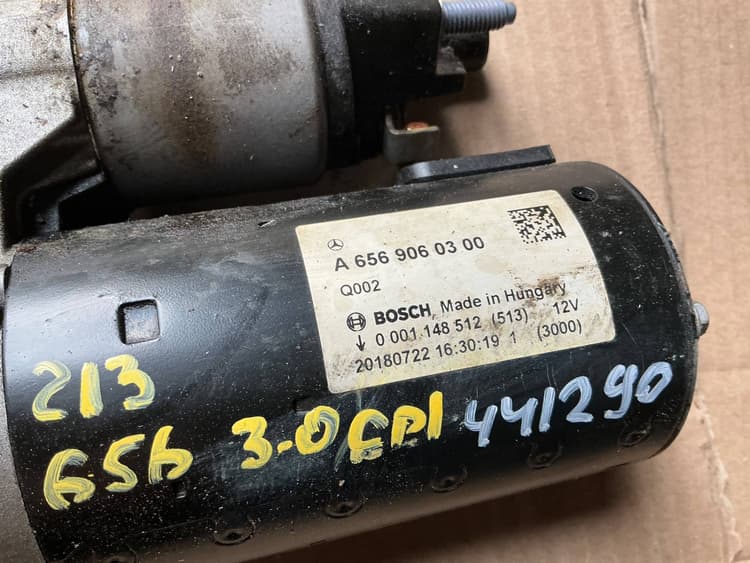 A 656 906 03 00
Q002
BOSCH, Made in Hungary
↓ 0 001 148 512 (513) 12V
20180722 16:30:19 1 (3000)
213
656 3.0 CDI 441290